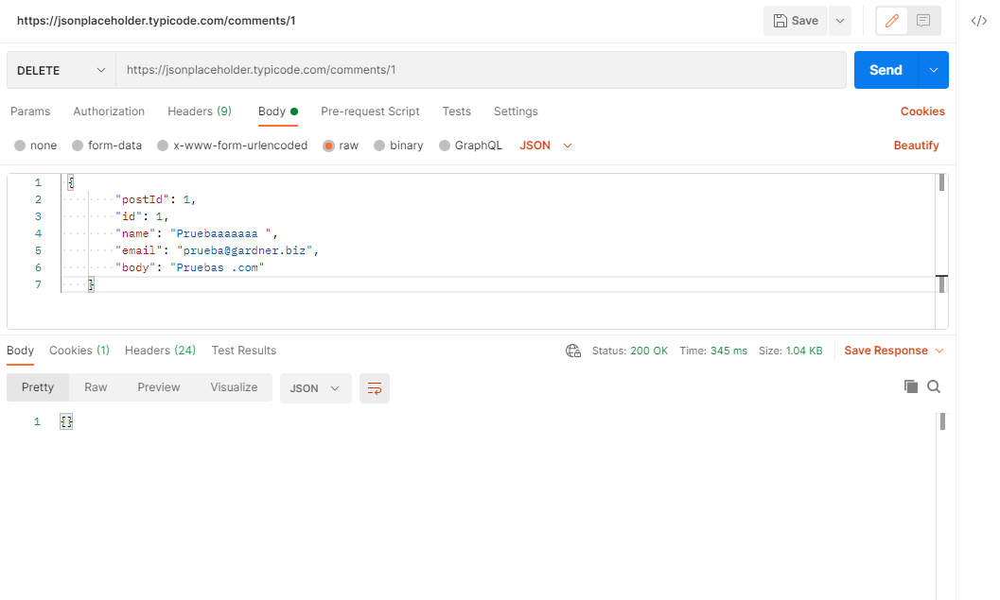 https://jsonplaceholder.typicode.com/comments/1 Save </>
DELETE https://jsonplaceholder.typicode.com/comments/1 Send
Params Authorization Headers (9) Body Pre-request Script Tests Settings Cookies
none form-data x-www-form-urlencoded raw binary GraphQL JSON Beautify
1 {
2 "postId": 1,
3 "id": 1,
4 "name": "Pruebaaaaaaa ",
5 "email": "prueba@gardner.biz",
6 "body": "Pruebas .com"
7 }
Body Cookies (1) Headers (24) Test Results Status: 200 OK Time: 345 ms Size: 1.04 KB Save Response
Pretty Raw Preview Visualize JSON
1 {}